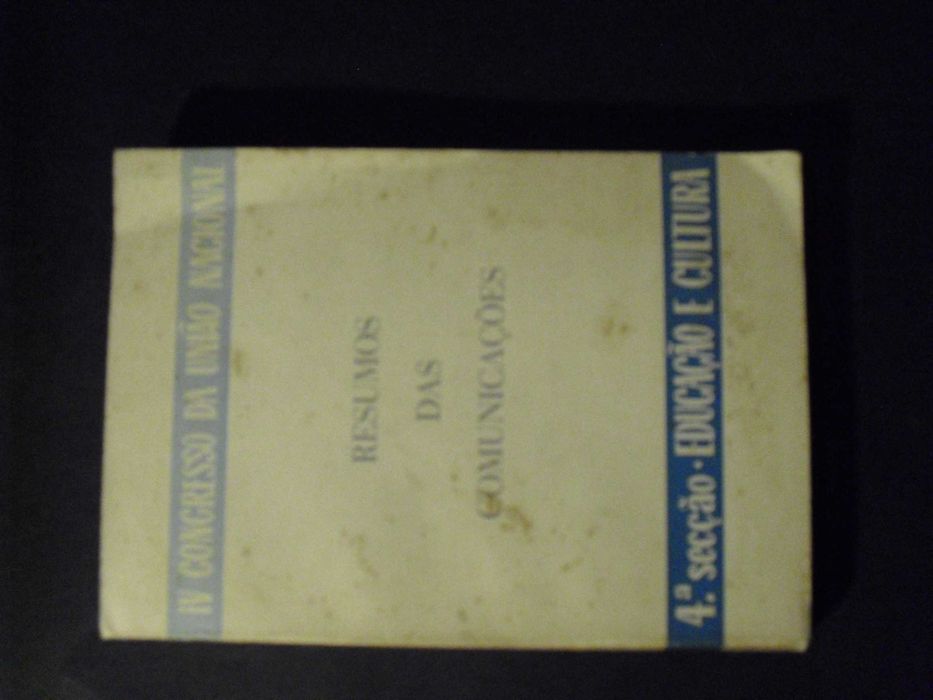 IV CONGRESSO DA UNIÃO NACIONAL
RESUMOS
DAS
COMUNICAÇÕES
4.ª secção · EDUCAÇÃO E CULTURA